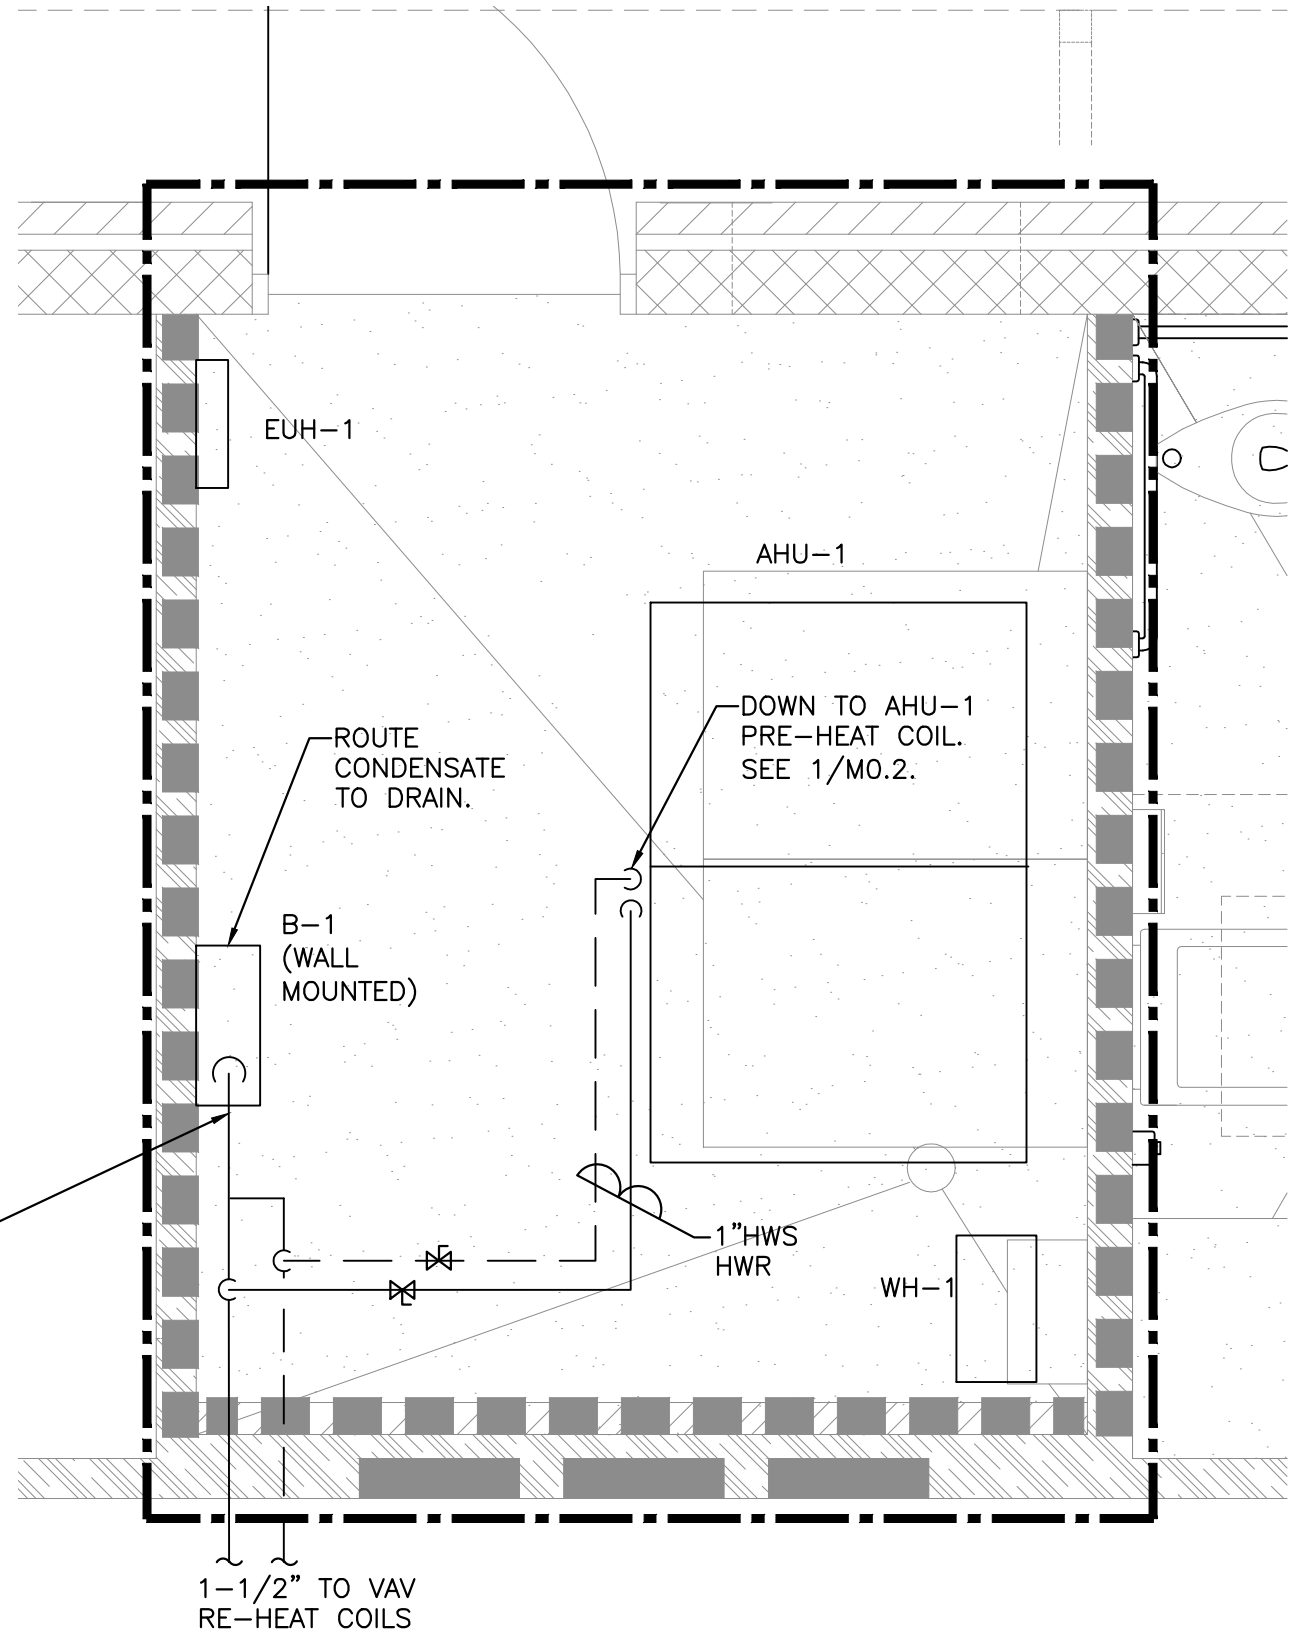 EUH-1
AHU-1
DOWN TO AHU-1
PRE-HEAT COIL.
SEE 1/M0.2.
ROUTE
CONDENSATE
TO DRAIN.
B-1
(WALL
MOUNTED)
1"HWS
HWR
WH-1
1-1/2" TO VAV
RE-HEAT COILS